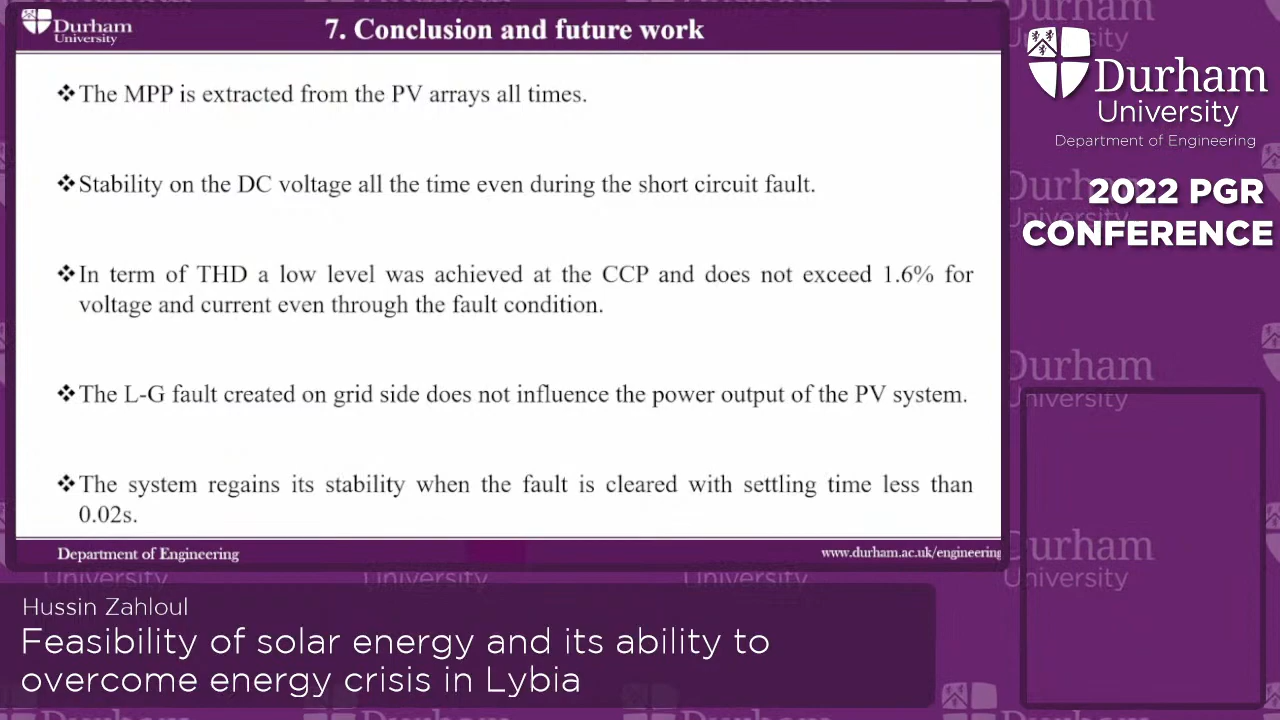 Durham
University
7. Conclusion and future work
❖The MPP is extracted from the PV arrays all times.
❖Stability on the DC voltage all the time even during the short circuit fault.
❖In term of THD a low level was achieved at the CCP and does not exceed 1.6% for
voltage and current even through the fault condition.
❖The L-G fault created on grid side does not influence the power output of the PV system.
❖The system regains its stability when the fault is cleared with settling time less than
0.02s.
Department of Engineering
www.durham.ac.uk/engineering
Durham
University
Department of Engineering
2022 PGR
CONFERENCE
Hussin Zahloul
Feasibility of solar energy and its ability to
overcome energy crisis in Lybia